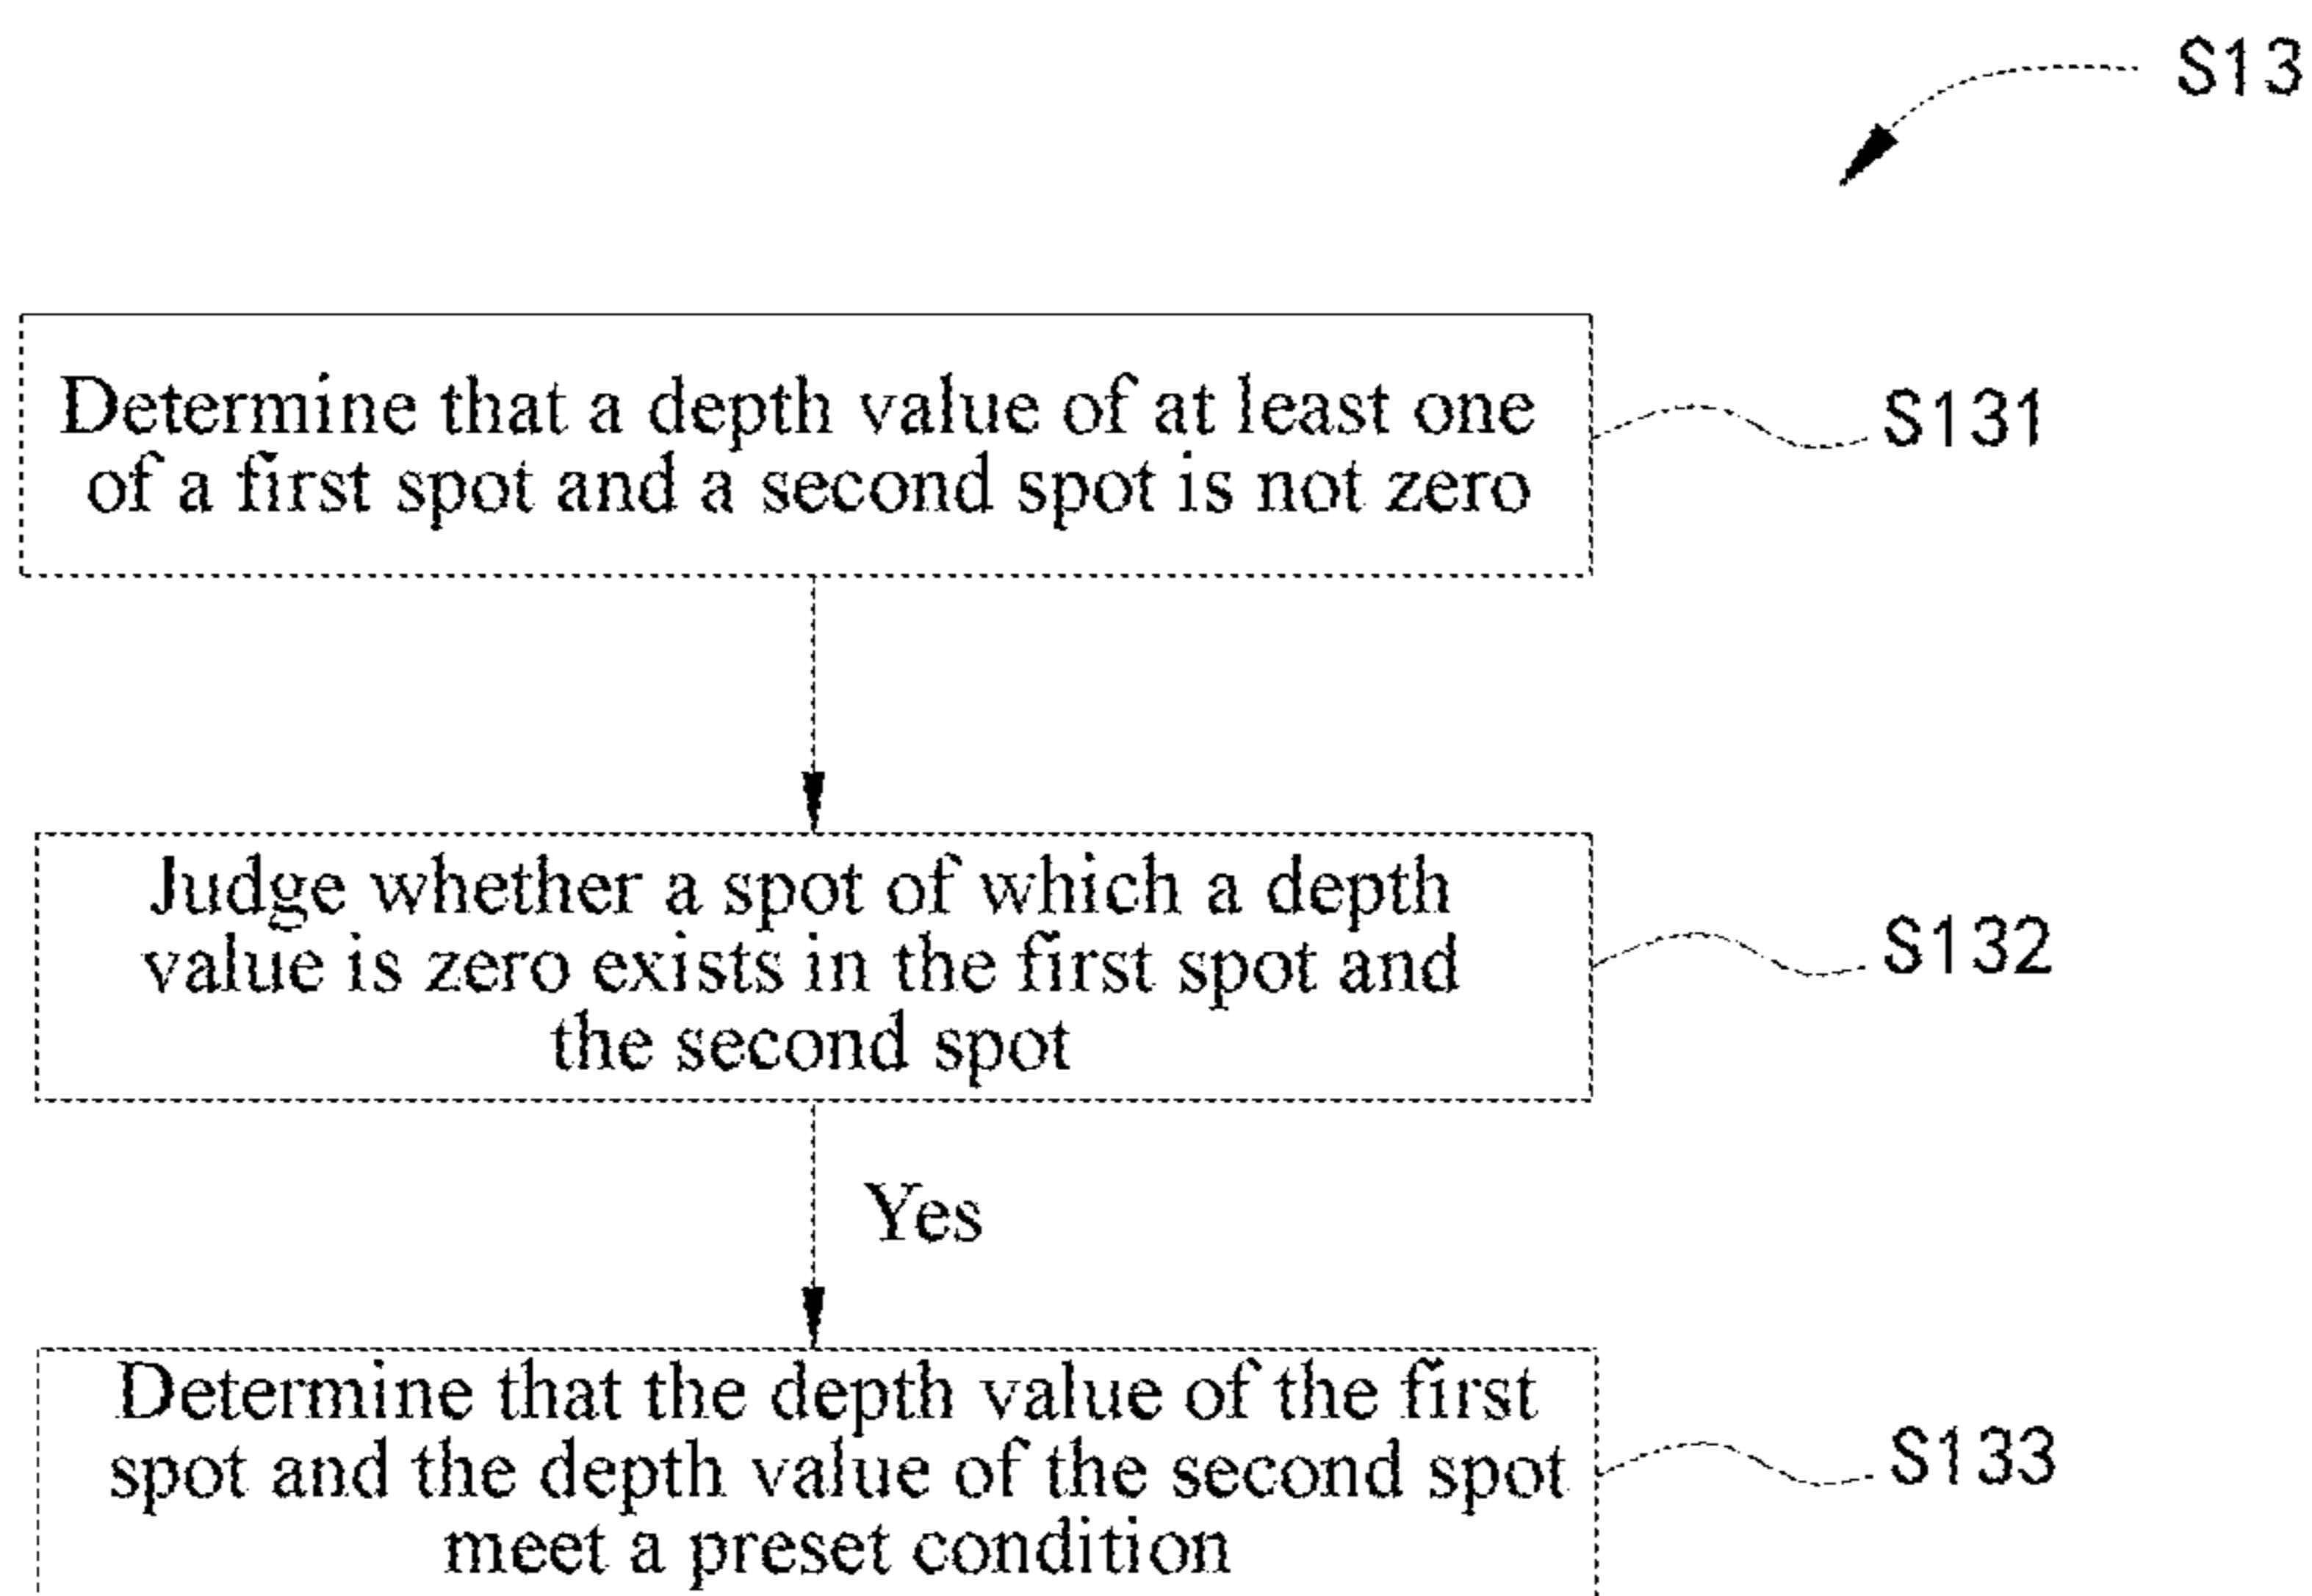 S13
Determine that a depth value of at least one
of a first spot and a second spot is not zero
S131
Judge whether a spot of which a depth
value is zero exists in the first spot and
the second spot
S132
Yes
Determine that the depth value of the first
spot and the depth value of the second spot
meet a preset condition
S133